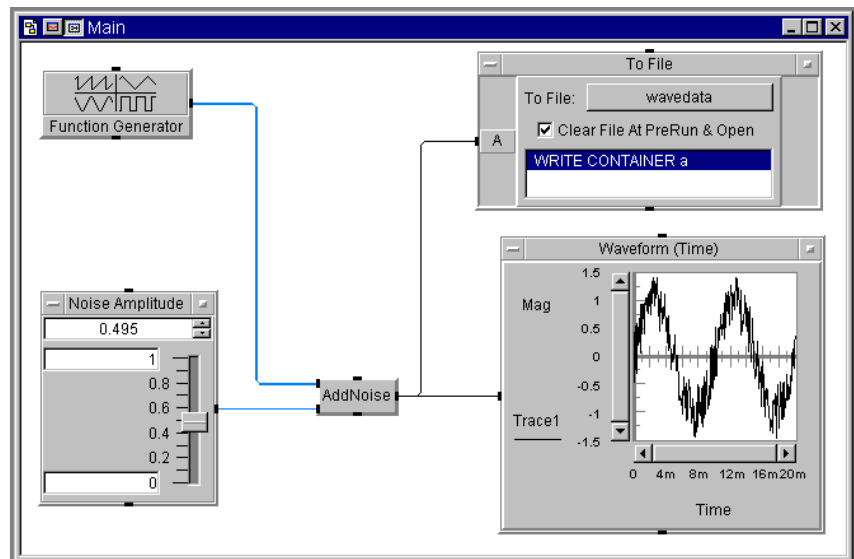 Main
Function Generator
To File
To File: wavedata
Clear File At PreRun & Open
A
WRITE CONTAINER a
Noise Amplitude
0.495
1
0.8
0.6
0.4
0.2
0
AddNoise
Waveform (Time)
Mag
Trace1
1.5
1
0.5
0
-0.5
-1
-1.5
0 4m 8m 12m 16m 20m
Time